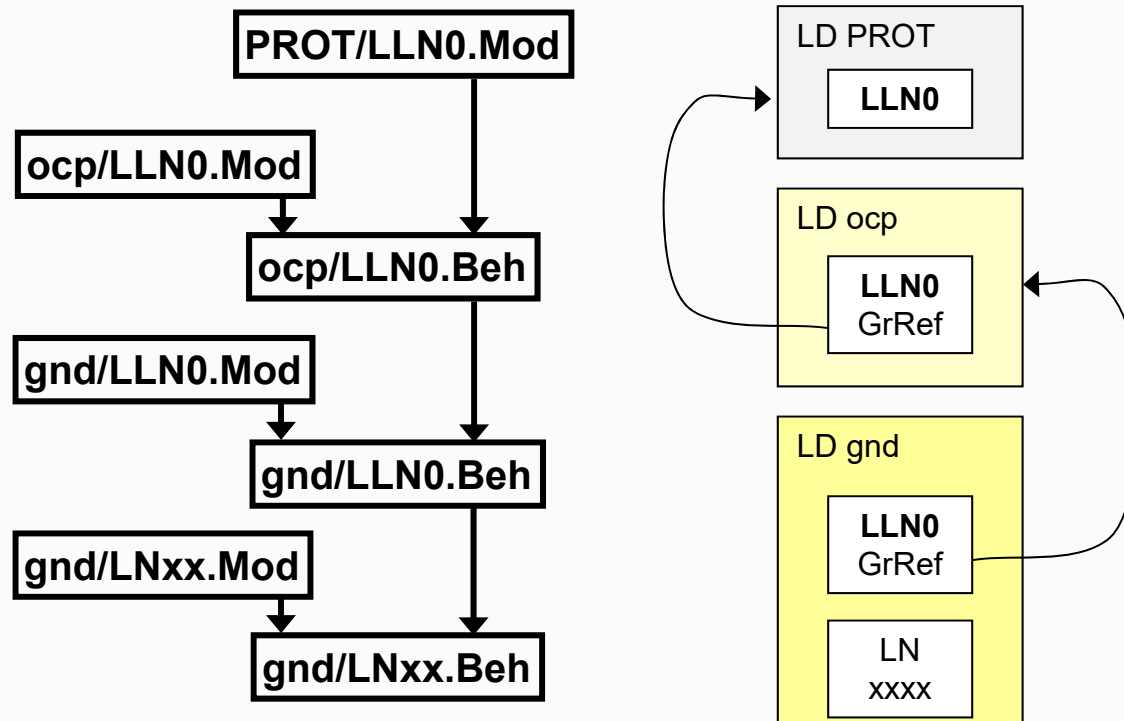 PROT/LLN0.Mod
ocp/LLN0.Mod
ocp/LLN0.Beh
gnd/LLN0.Mod
gnd/LLN0.Beh
gnd/LNxx.Mod
gnd/LNxx.Beh
LD PROT
LLN0
LD ocp
LLN0
GrRef
LD gnd
LLN0
GrRef
LN
xxxx